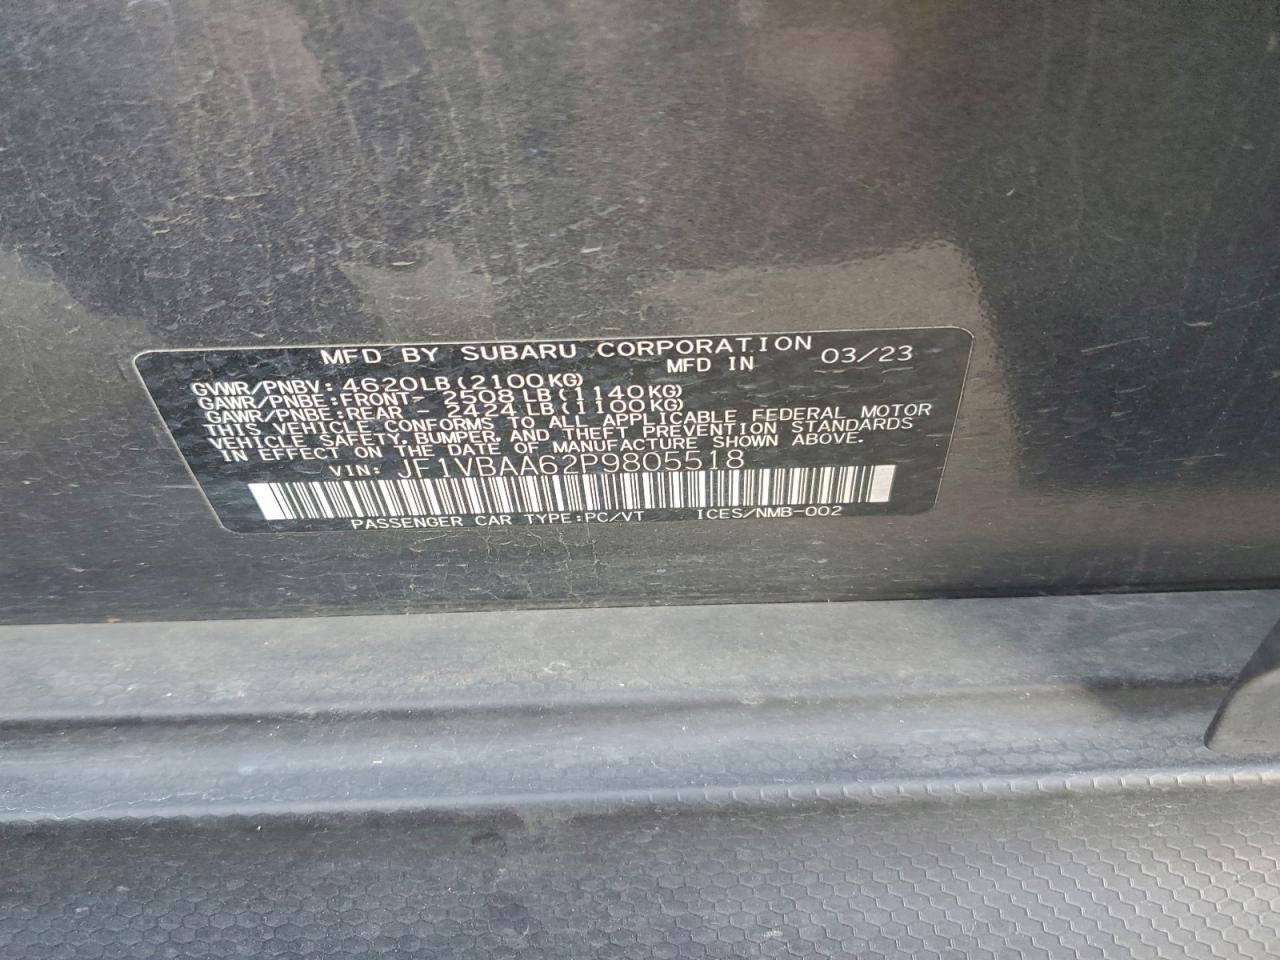 MFD BY SUBARU CORPORATION
MFD IN 03/23
GVWR/PNBV: 4620LB(2100KG)
GAWR/PNBE:FRONT- 2508LB(1140KG)
GAWR/PNBE:REAR - 2424LB(1100KG)
THIS VEHICLE CONFORMS TO ALL APPLICABLE FEDERAL MOTOR
VEHICLE SAFETY, BUMPER, AND THEFT PREVENTION STANDARDS
IN EFFECT ON THE DATE OF MANUFACTURE SHOWN ABOVE.
VIN: JF1VBAA62P9805518
PASSENGER CAR TYPE:PC/VT ICES/NMB-002